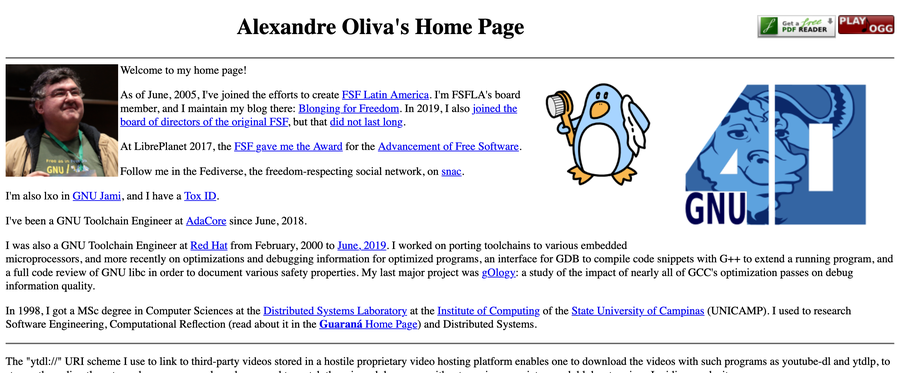 Alexandre Oliva's Home Page
Get a free
PDF READER
PLAY
OGG
Welcome to my home page!
As of June, 2005, I've joined the efforts to create FSF Latin America. I'm FSFLA's board
member, and I maintain my blog there: Blonging for Freedom. In 2019, I also joined the
board of directors of the original FSF, but that did not last long.
At LibrePlanet 2017, the FSF gave me the Award for the Advancement of Free Software.
Follow me in the Fediverse, the freedom-respecting social network, on snac.
GNU
41
GNU
I'm also lxo in GNU Jami, and I have a Tox ID.
I've been a GNU Toolchain Engineer at AdaCore since June, 2018.
I was also a GNU Toolchain Engineer at Red Hat from February, 2000 to June, 2019. I worked on porting toolchains to various embedded
microprocessors, and more recently on optimizations and debugging information for optimized programs, an interface for GDB to compile code snippets with G++ to extend a running program, and
a full code review of GNU libc in order to document various safety properties. My last major project was gOlogy: a study of the impact of nearly all of GCC's optimization passes on debug
information quality.
In 1998, I got a MSc degree in Computer Sciences at the Distributed Systems Laboratory at the Institute of Computing of the State University of Campinas (UNICAMP). I used to research
Software Engineering, Computational Reflection (read about it in the Guaraná Home Page) and Distributed Systems.
The "ytdl://" URI scheme I use to link to third-party videos stored in a hostile proprietary video hosting platform enables one to download the videos with such programs as youtube-dl and ytdlp, to